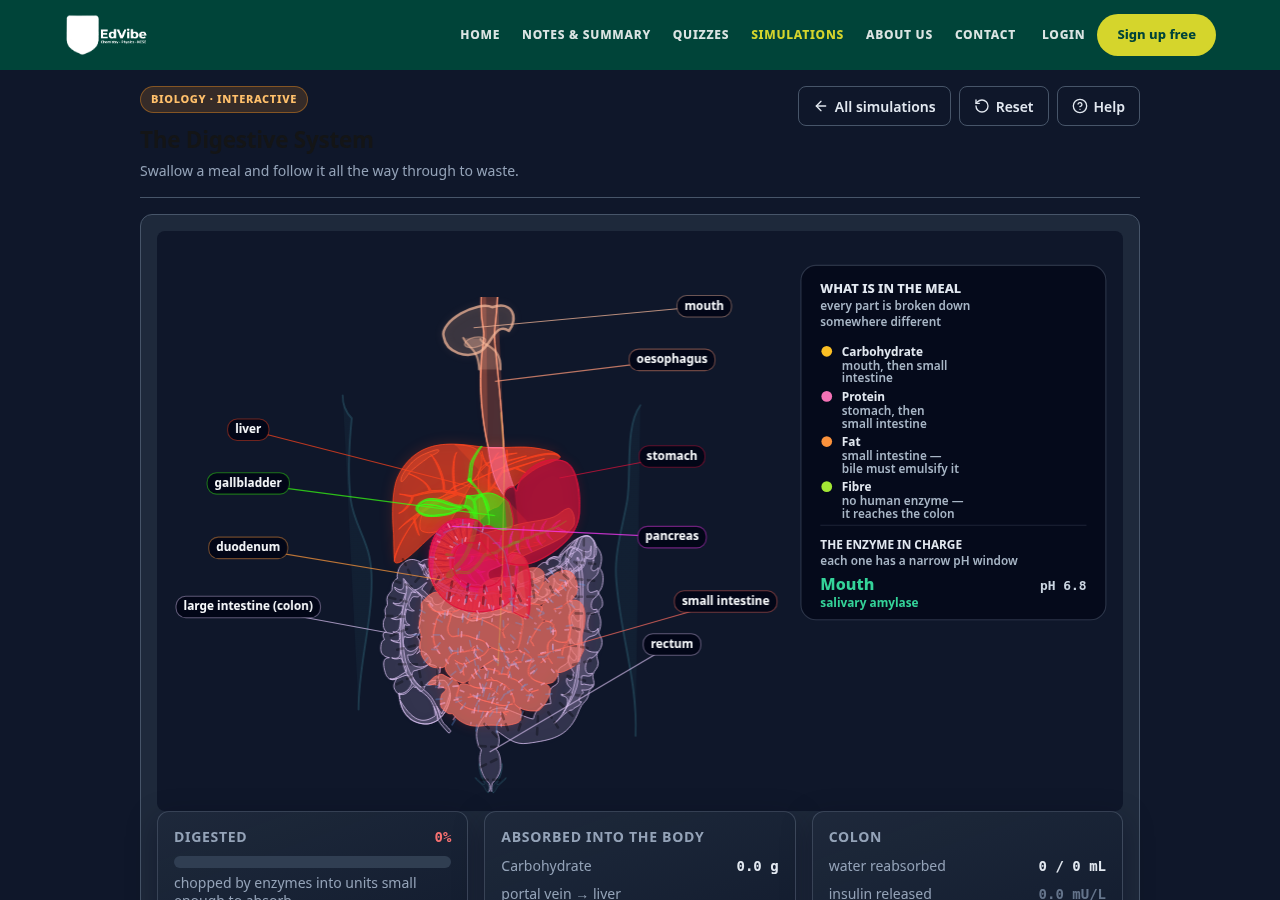 EdVibe
HOME
NOTES & SUMMARY
QUIZZES
SIMULATIONS
ABOUT US
CONTACT
LOGIN
Sign up free
BIOLOGY · INTERACTIVE
← All simulations
Reset
Help
The Digestive System
Swallow a meal and follow it all the way through to waste.
mouth
oesophagus
liver
stomach
gallbladder
pancreas
duodenum
large intestine (colon)
small intestine
rectum
WHAT IS IN THE MEAL
every part is broken down
somewhere different
Carbohydrate
mouth, then small
intestine
Protein
stomach, then
small intestine
Fat
small intestine —
bile must emulsify it
Fibre
no human enzyme —
it reaches the colon
THE ENZYME IN CHARGE
each one has a narrow pH window
Mouth pH 6.8
salivary amylase
DIGESTED 0%
chopped by enzymes into units small
enough to absorb
ABSORBED INTO THE BODY
Carbohydrate 0.0 g
portal vein → liver
COLON
water reabsorbed 0 / 0 mL
insulin released 0.0 mU/L